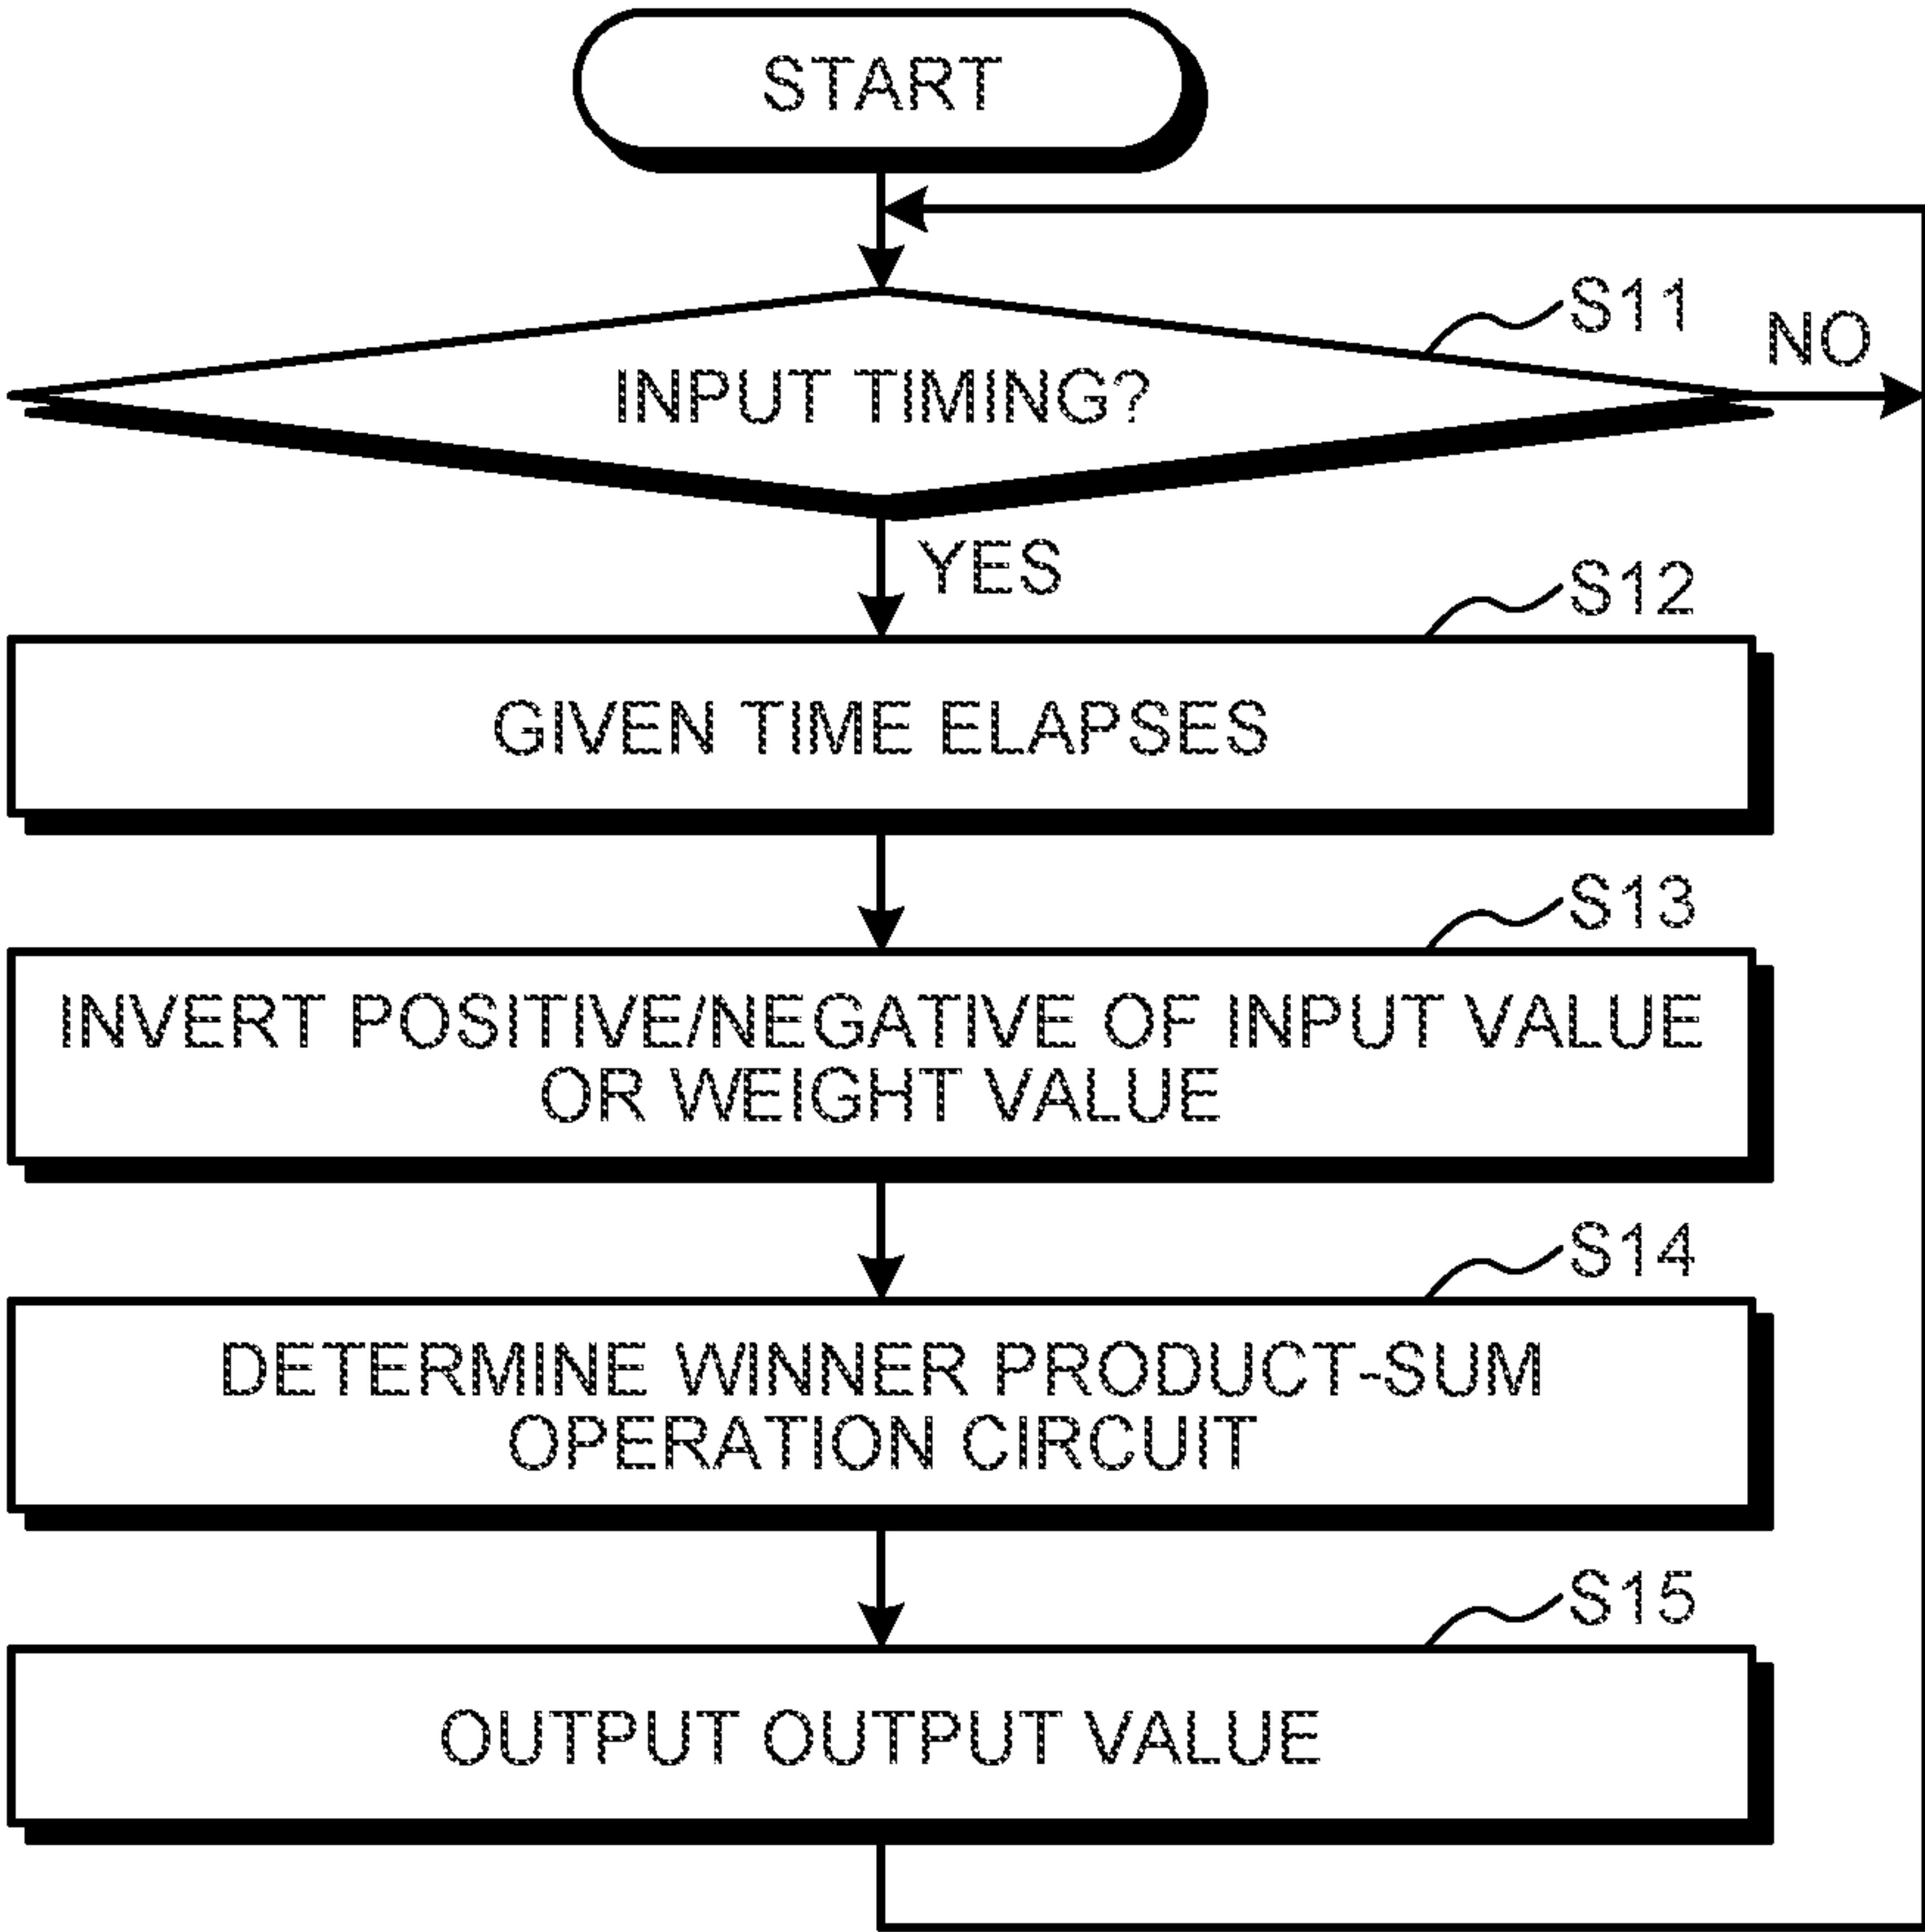 START
S11
NO
INPUT TIMING?
YES
S12
GIVEN TIME ELAPSES
S13
INVERT POSITIVE/NEGATIVE OF INPUT VALUE
OR WEIGHT VALUE
S14
DETERMINE WINNER PRODUCT-SUM
OPERATION CIRCUIT
S15
OUTPUT OUTPUT VALUE